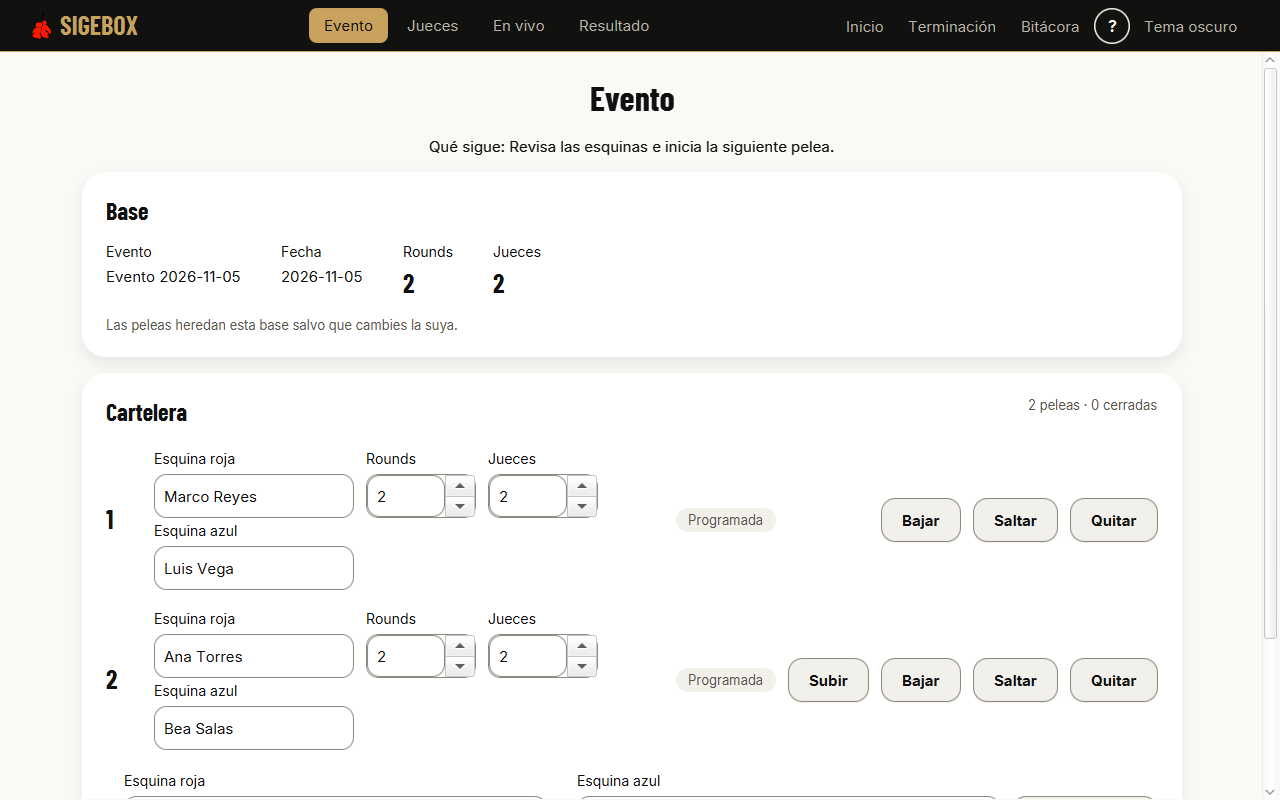 SIGEBOX
Evento Jueces En vivo Resultado
Inicio Terminación Bitácora ? Tema oscuro
Evento
Qué sigue: Revisa las esquinas e inicia la siguiente pelea.
Base
Evento Fecha Rounds Jueces
Evento 2026-11-05 2026-11-05 2 2
Las peleas heredan esta base salvo que cambies la suya.
Cartelera
2 peleas · 0 cerradas
Esquina roja Rounds Jueces
Marco Reyes 2 2
1 Programada Bajar Saltar Quitar
Esquina azul
Luis Vega
Esquina roja Rounds Jueces
Ana Torres 2 2
2 Programada Subir Bajar Saltar Quitar
Esquina azul
Bea Salas
Esquina roja Esquina azul